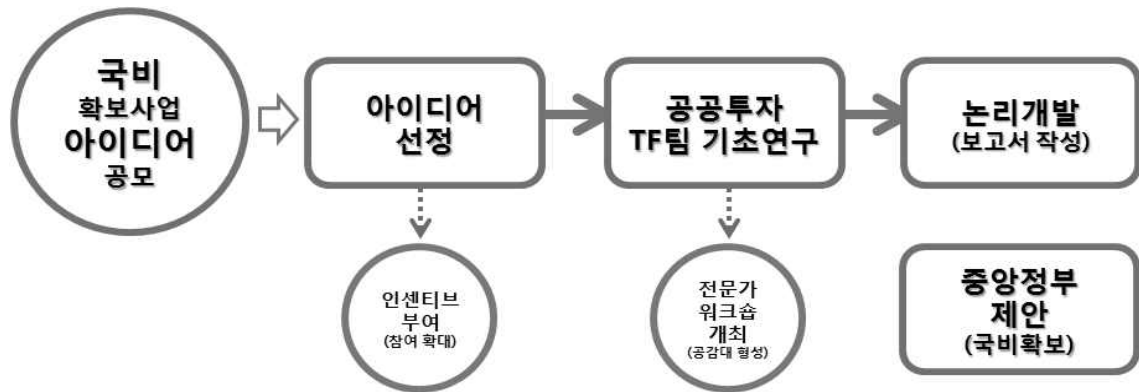 국비
확보사업
아이디어
공모
아이디어
선정
공공투자
TF팀 기초연구
논리개발
(보고서 작성)
인센티브
부여
(참여 확대)
전문가
워크숍
개최
(공감대 형성)
중앙정부
제안
(국비확보)